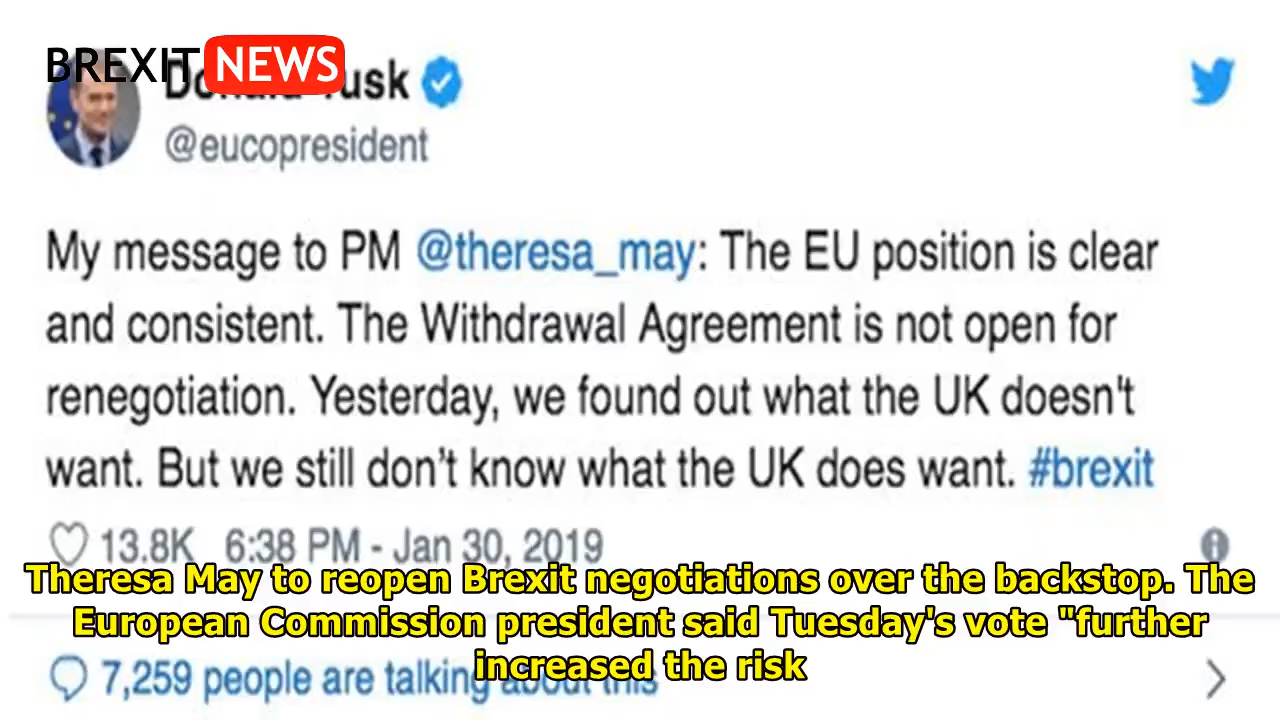 BREXIT NEWS
Donald Tusk
@eucopresident
My message to PM @theresa_may: The EU position is clear
and consistent. The Withdrawal Agreement is not open for
renegotiation. Yesterday, we found out what the UK doesn't
want. But we still don't know what the UK does want. #brexit
13.8K 6:38 PM - Jan 30, 2019
Theresa May to reopen Brexit negotiations over the backstop. The
European Commission president said Tuesday's vote "further
increased the risk
7,259 people are talking about this